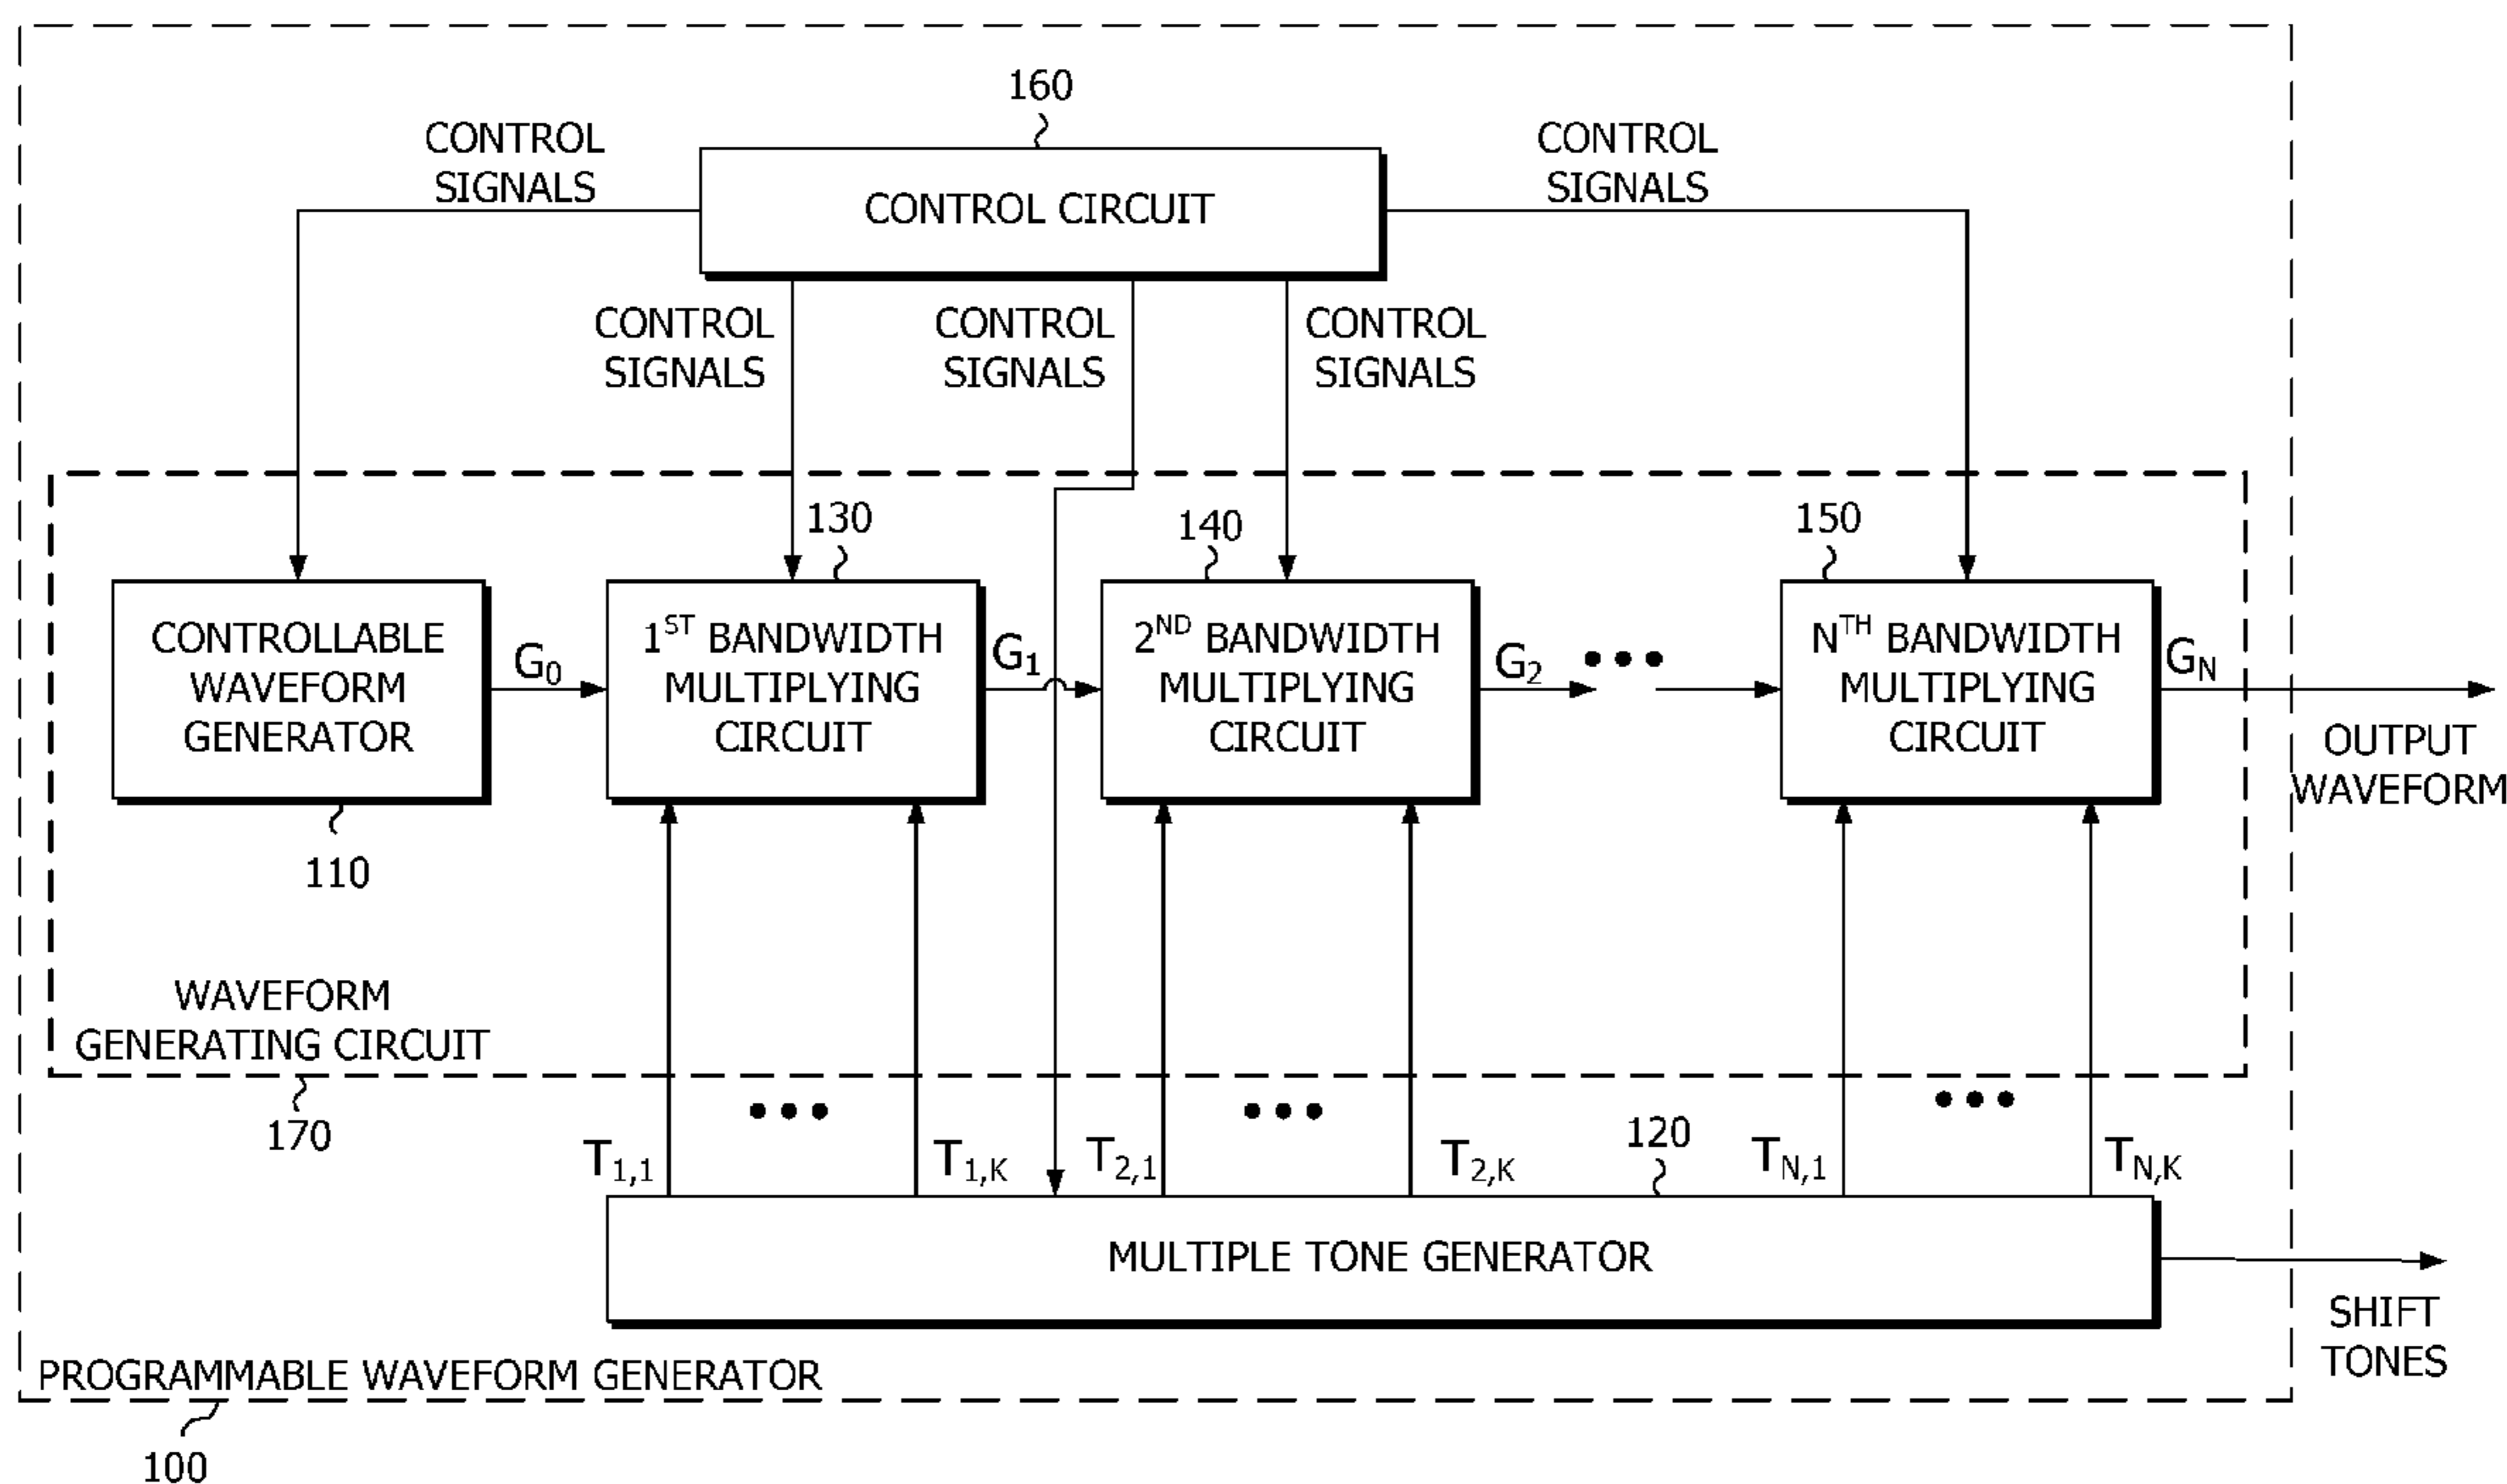 160
CONTROL
SIGNALS
CONTROL
SIGNALS
CONTROL CIRCUIT
CONTROL
SIGNALS
CONTROL
SIGNALS
CONTROL
SIGNALS
130
140
150
CONTROLLABLE
WAVEFORM
GENERATOR
G0
1ST BANDWIDTH
MULTIPLYING
CIRCUIT
G1
2ND BANDWIDTH
MULTIPLYING
CIRCUIT
G2
•••
NTH BANDWIDTH
MULTIPLYING
CIRCUIT
GN
OUTPUT
WAVEFORM
110
WAVEFORM
GENERATING CIRCUIT
170
•••
•••
•••
T1,1
T1,K
T2,1
T2,K
120
TN,1
TN,K
MULTIPLE TONE GENERATOR
SHIFT
TONES
PROGRAMMABLE WAVEFORM GENERATOR
100